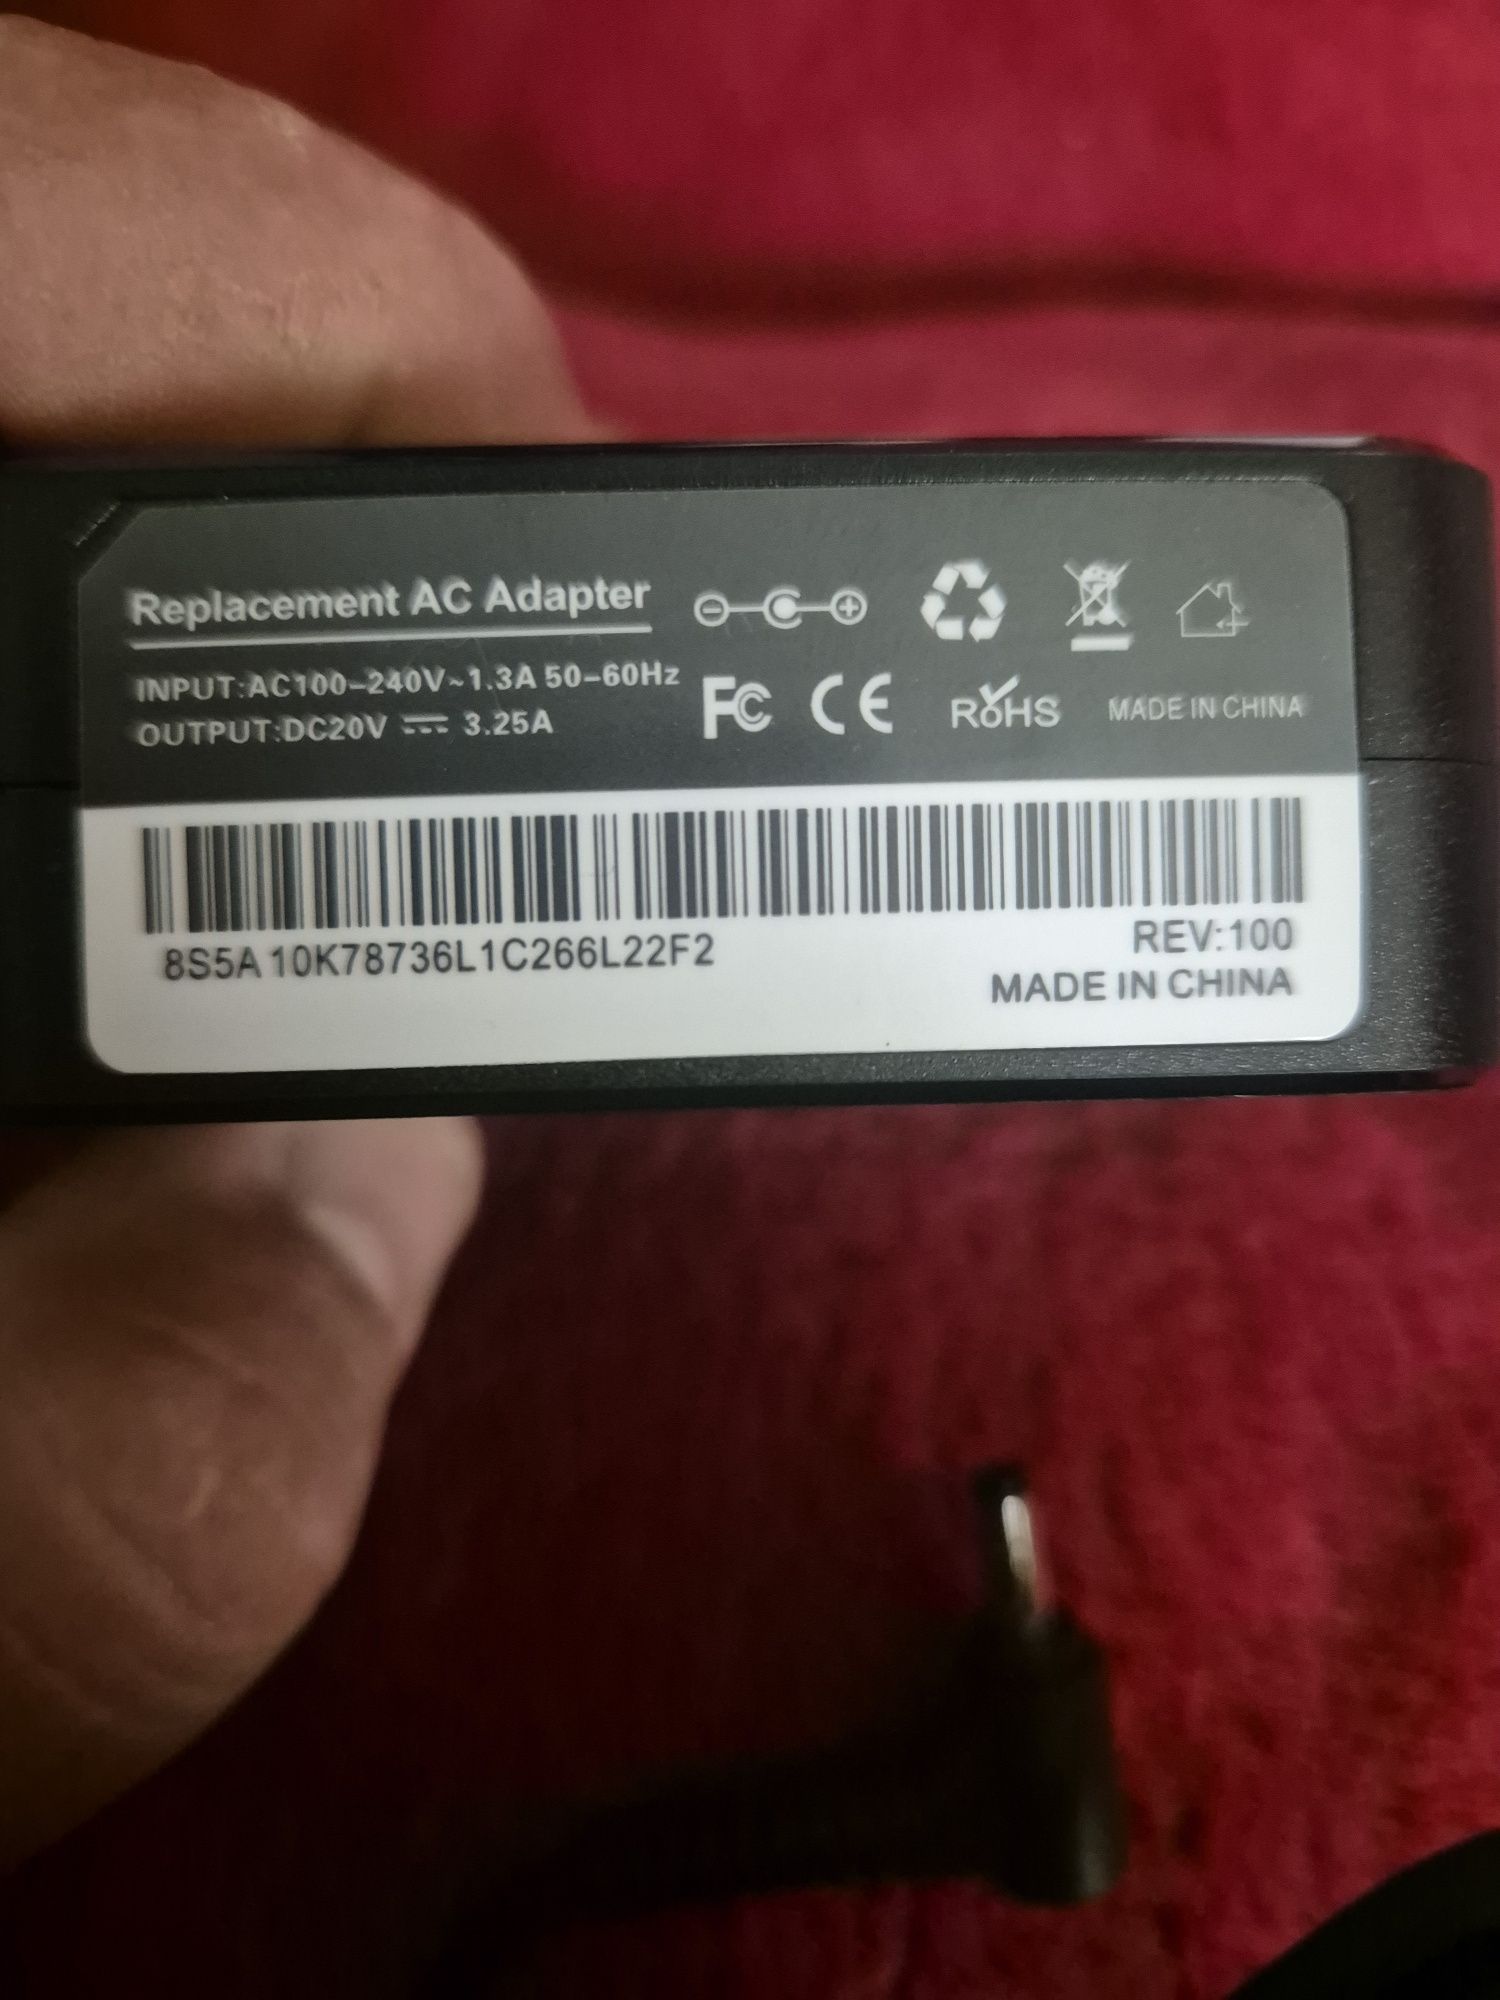 Replacement AC Adapter
INPUT:AC100-240V~1.3A 50-60Hz
OUTPUT:DC20V ⎓ 3.25A
FC CE RoHS MADE IN CHINA
8S5A10K78736L1C266L22F2
REV:100
MADE IN CHINA